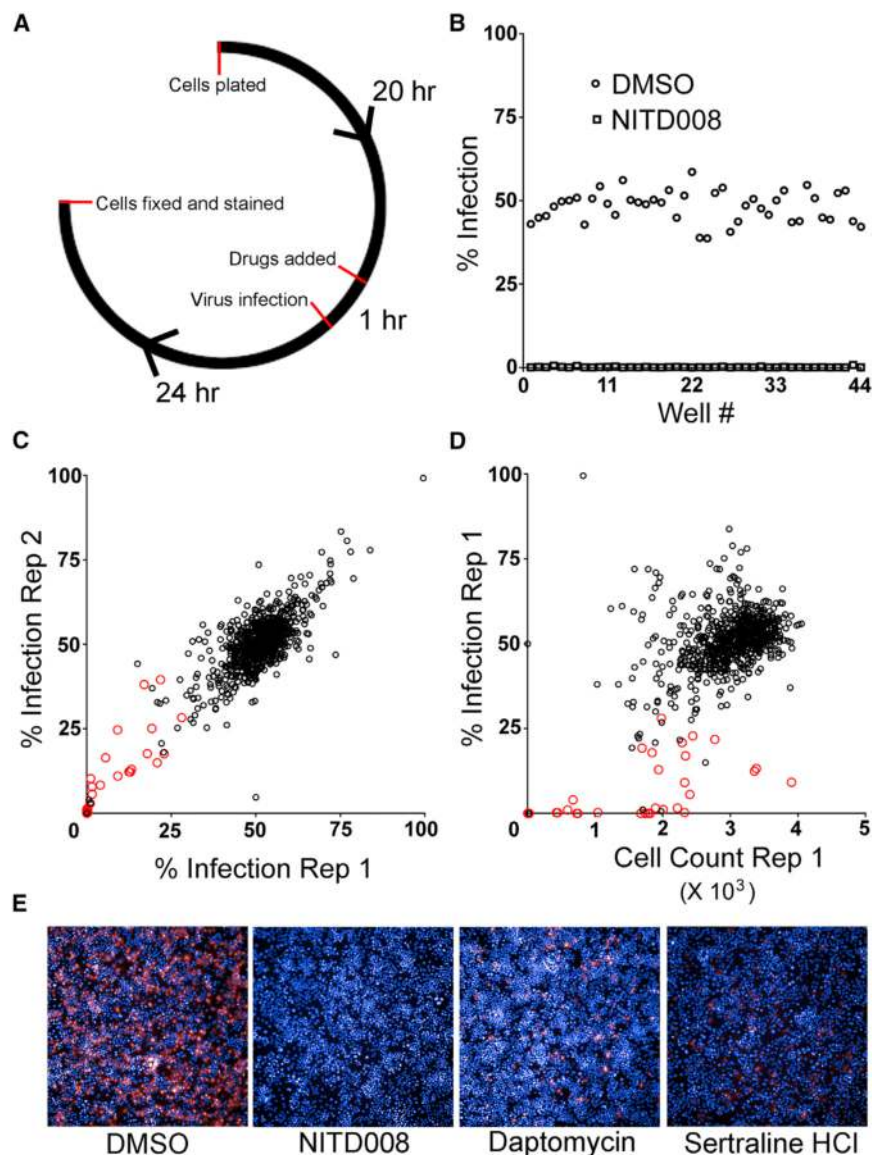 A
Cells plated
20 hr
Cells fixed and stained
Drugs added
Virus infection
1 hr
24 hr
B
100
75
50
25
0
% Infection
DMSO
NITD008
0 11 22 33 44
Well #
C
100
75
50
25
0
% Infection Rep 2
0 25 50 75 100
% Infection Rep 1
D
100
75
50
25
0
% Infection Rep 1
0 1 2 3 4 5
Cell Count Rep 1
(X 10³)
E
DMSO
NITD008
Daptomycin
Sertraline HCl